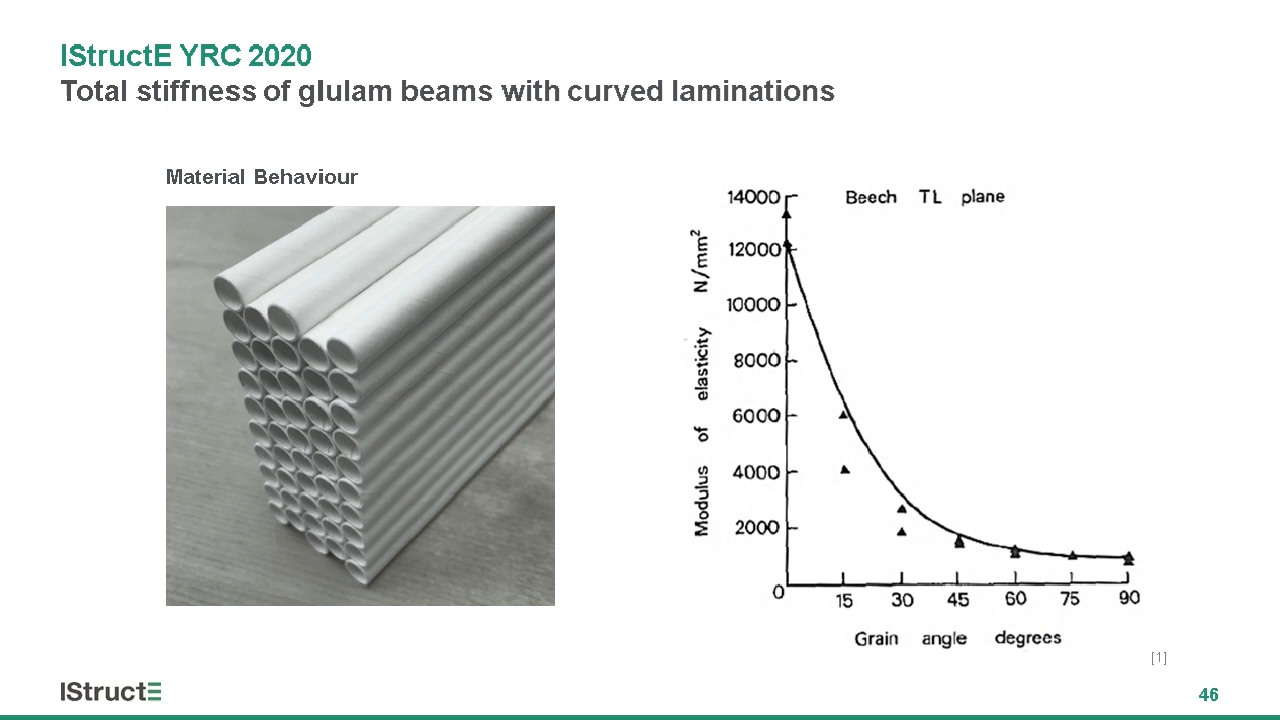 IStructE YRC 2020
Total stiffness of glulam beams with curved laminations
Material Behaviour
Beech TL plane
14000
12000
10000
8000
6000
4000
2000
0
Modulus of elasticity N/mm²
15 30 45 60 75 90
Grain angle degrees
[1]
IStructE
46